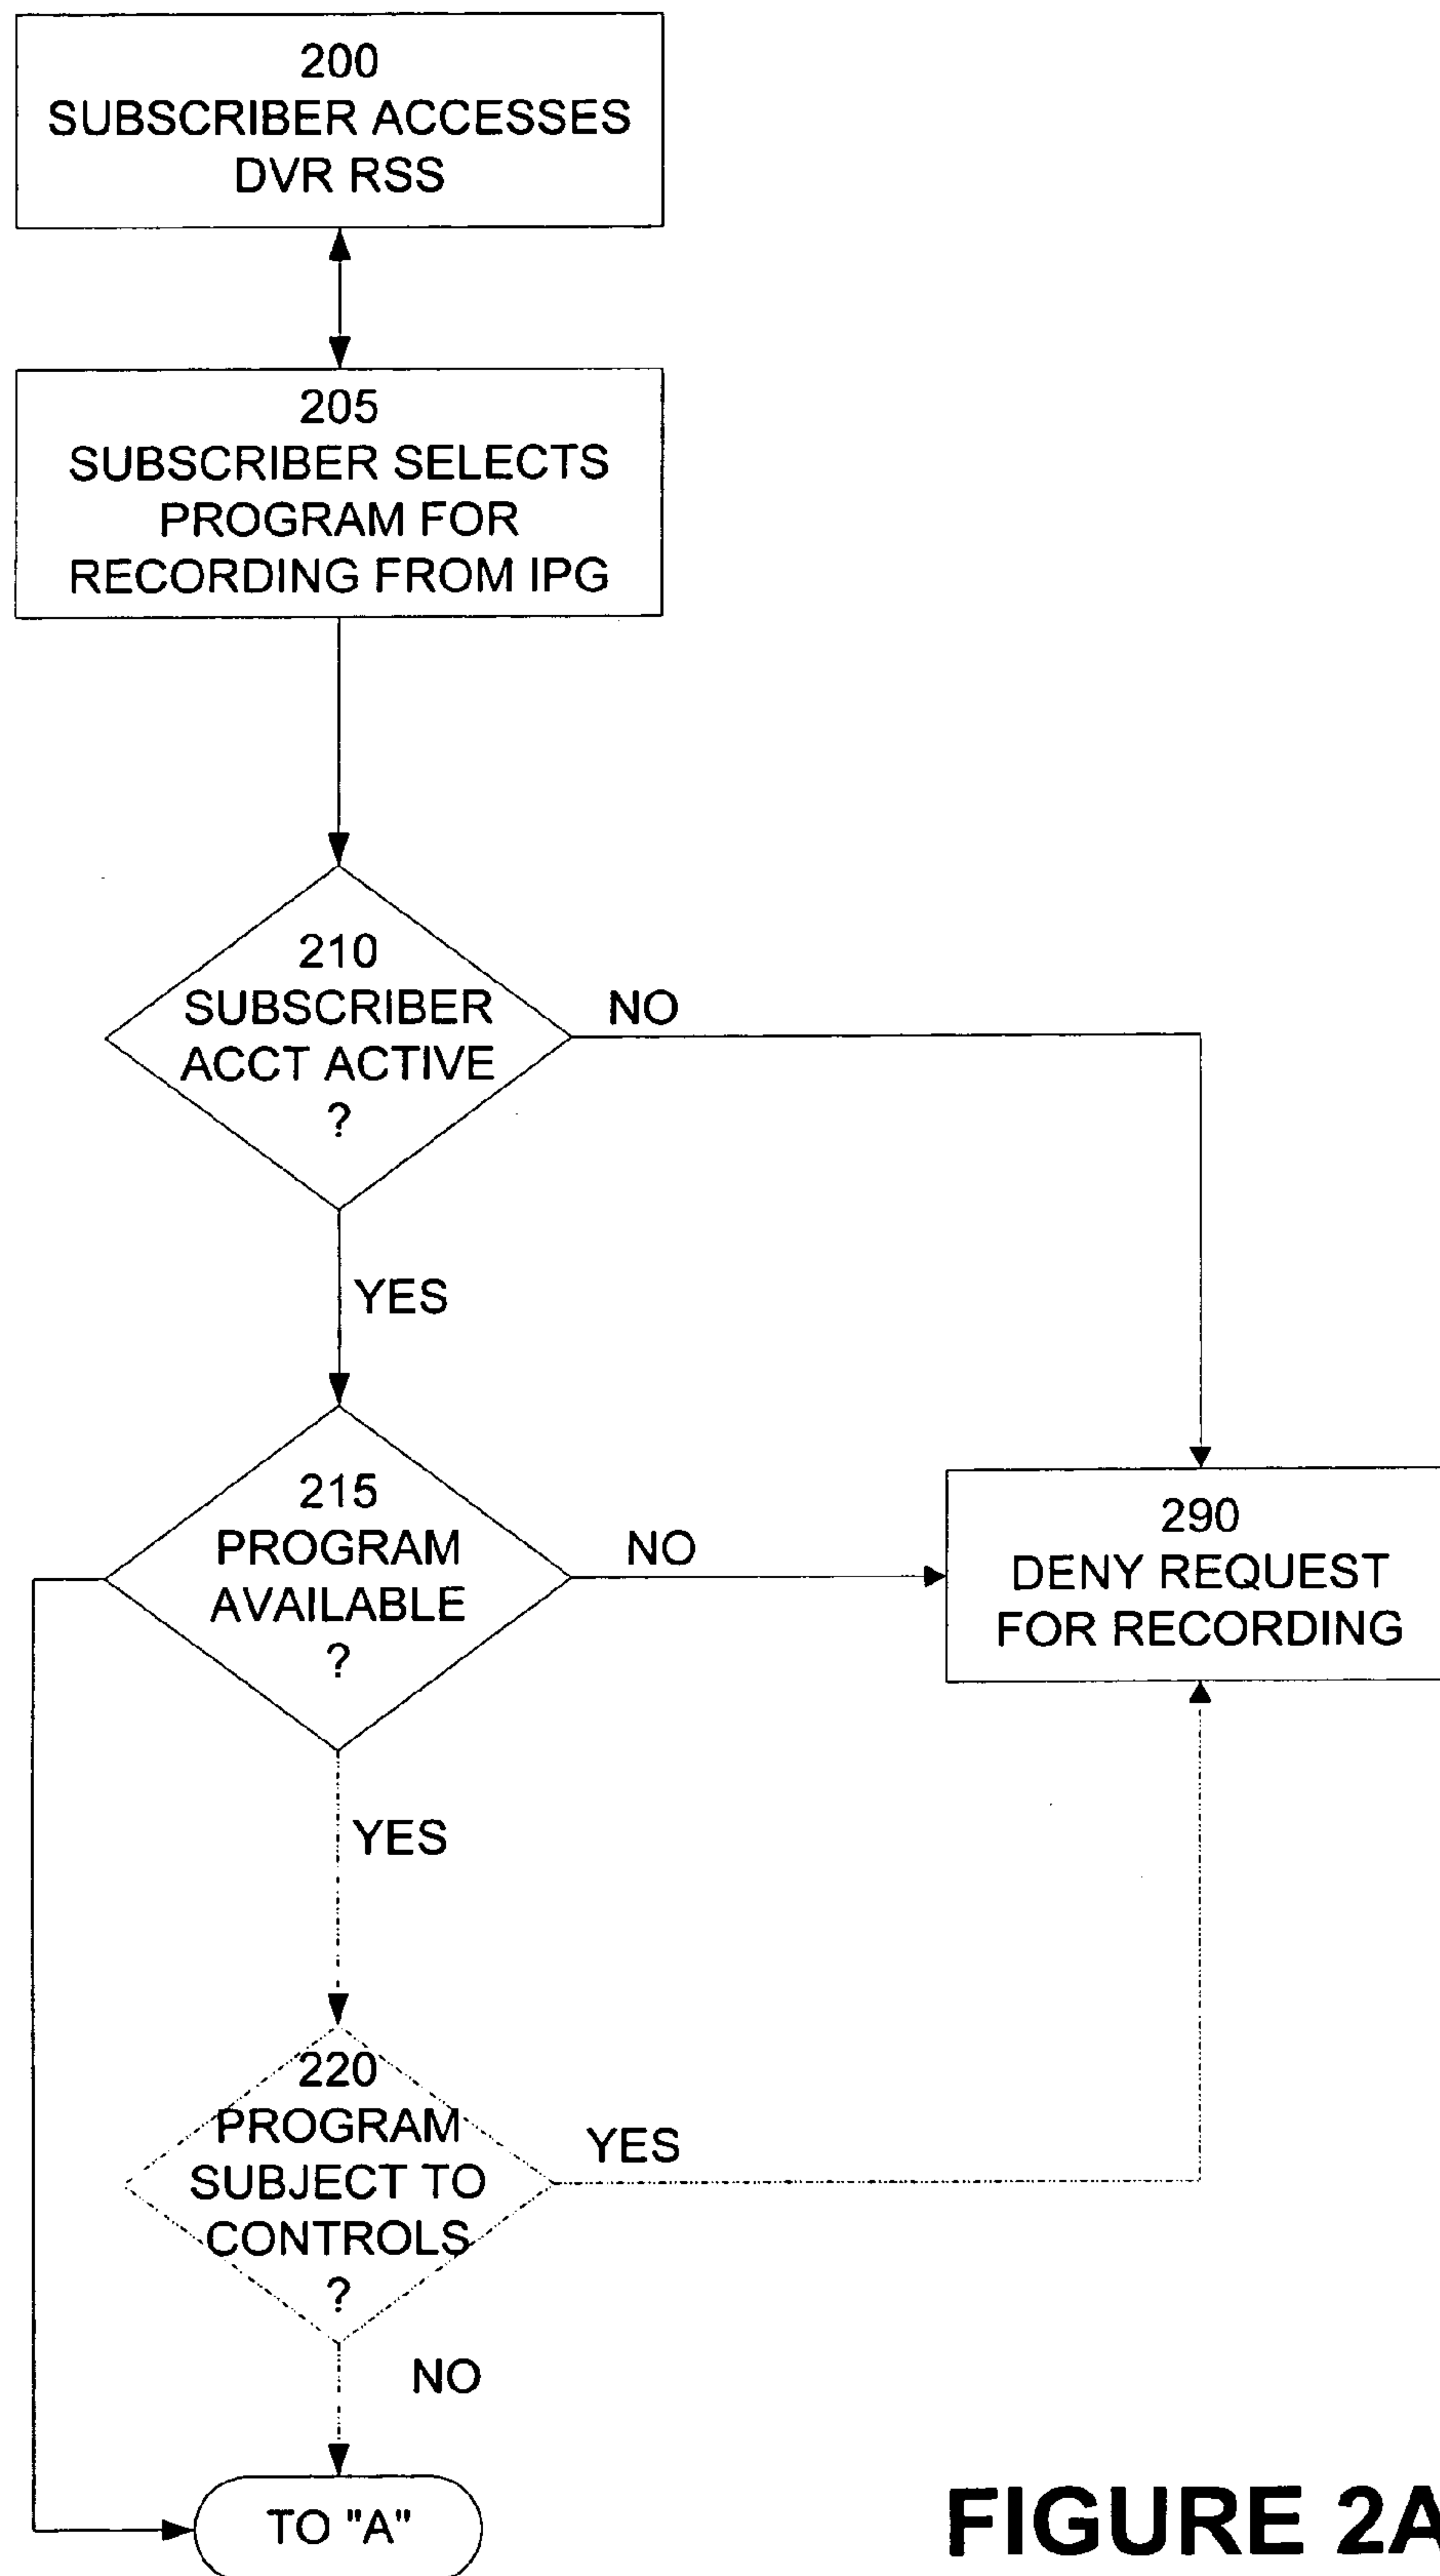 200
SUBSCRIBER ACCESSES
DVR RSS
205
SUBSCRIBER SELECTS
PROGRAM FOR
RECORDING FROM IPG
210
SUBSCRIBER
ACCT ACTIVE
?
NO
YES
215
PROGRAM
AVAILABLE
?
NO
290
DENY REQUEST
FOR RECORDING
YES
220
PROGRAM
SUBJECT TO
CONTROLS
?
YES
NO
TO "A"
FIGURE 2A